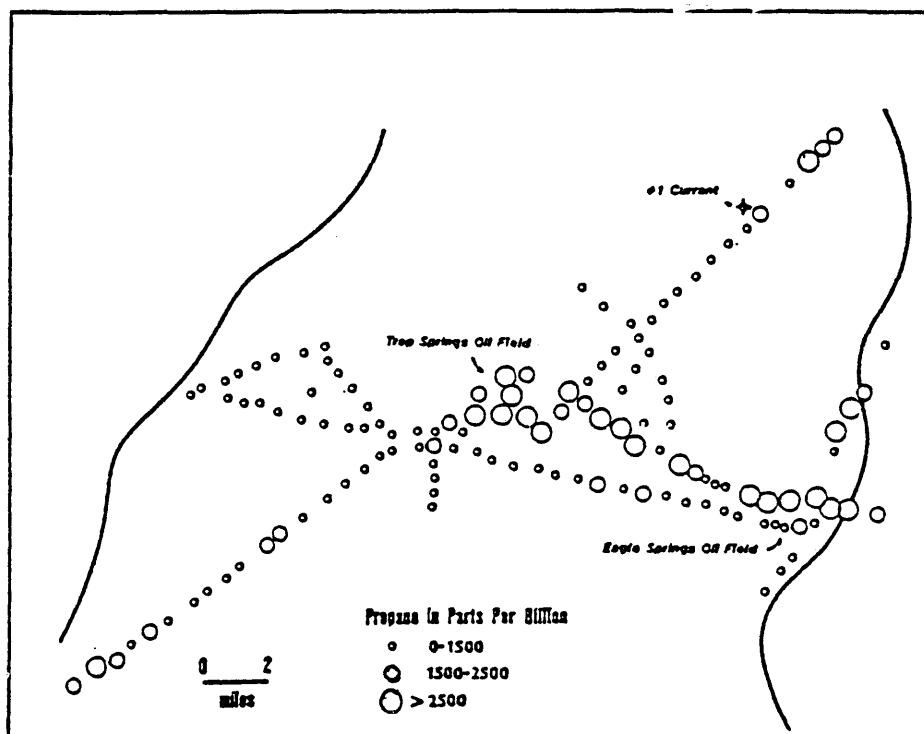 #1 Current
Trap Springs Oil Field
Eagle Springs Oil Field
Propane in Parts Per Billion
0-1500
1500-2500
> 2500
0 2
miles